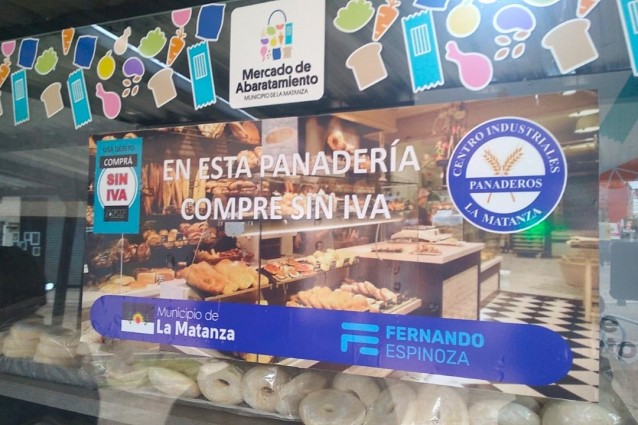 Mercado de
Abaratamiento
MUNICIPIO DE LA MATANZA
COMPRÁ
SIN
IVA
EN ESTA PANADERÍA
COMPRE SIN IVA
CENTRO INDUSTRIALES
PANADEROS
LA MATANZA
Municipio de
La Matanza
FERNANDO
ESPINOZA